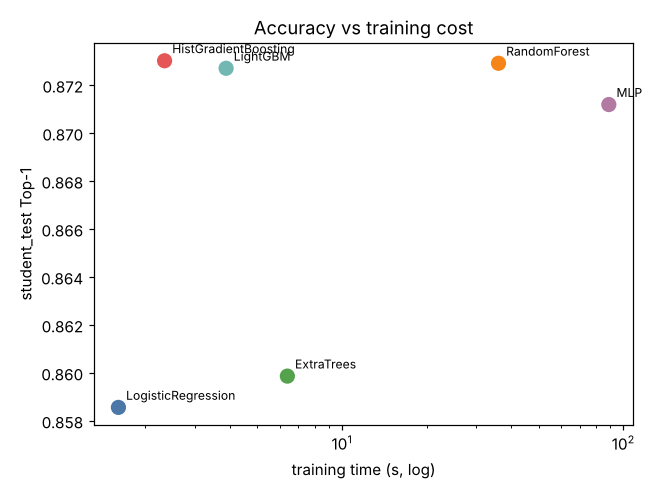 Accuracy vs training cost
HistGradientBoosting
LightGBM
RandomForest
MLP
ExtraTrees
LogisticRegression
0.872
0.870
0.868
0.866
0.864
0.862
0.860
0.858
student_test Top-1
10¹
10²
training time (s, log)